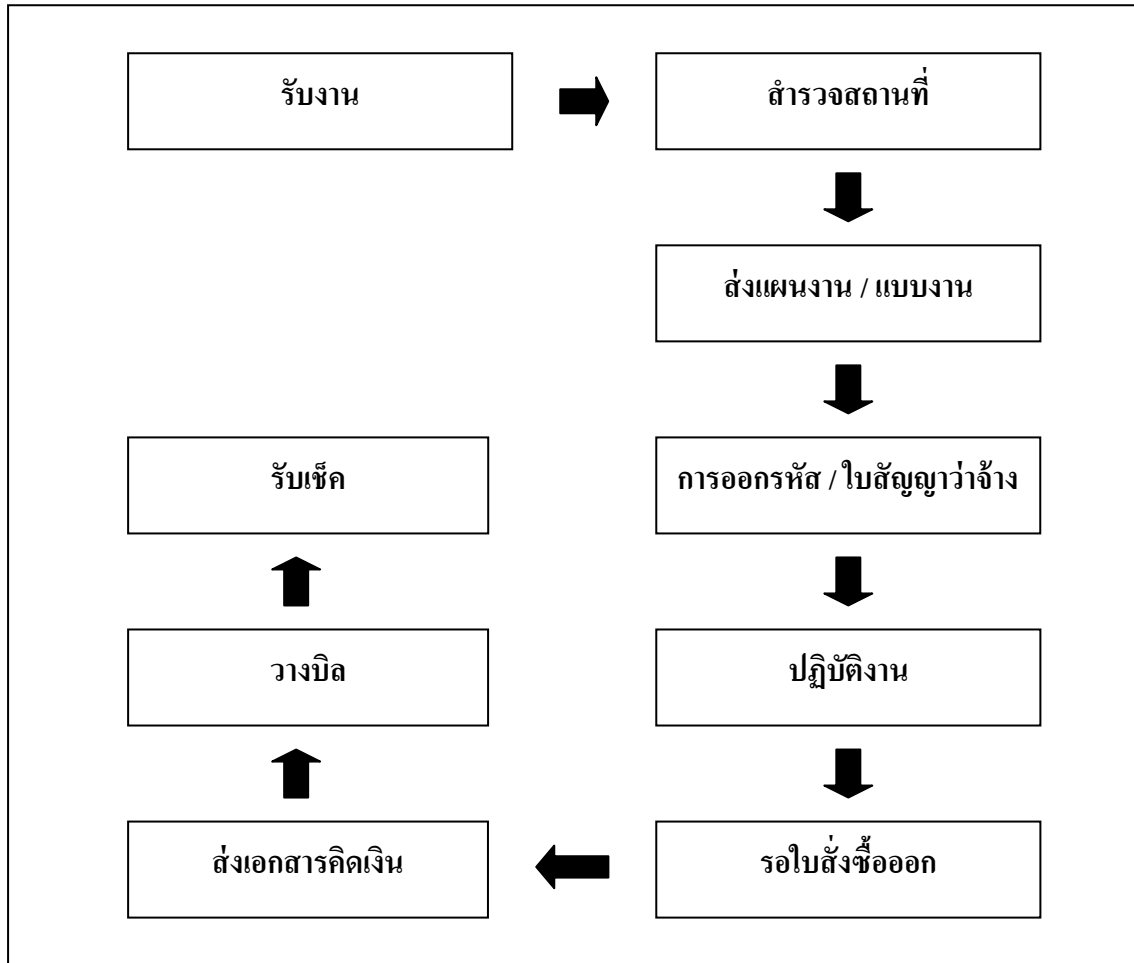 รับงาน
สำรวจสถานที่
ส่งแผนงาน / แบบงาน
การออกรหัส / ใบสัญญาว่าจ้าง
ปฏิบัติงาน
รอใบสั่งซื้อออก
ส่งเอกสารคิดเงิน
วางบิล
รับเช็ค